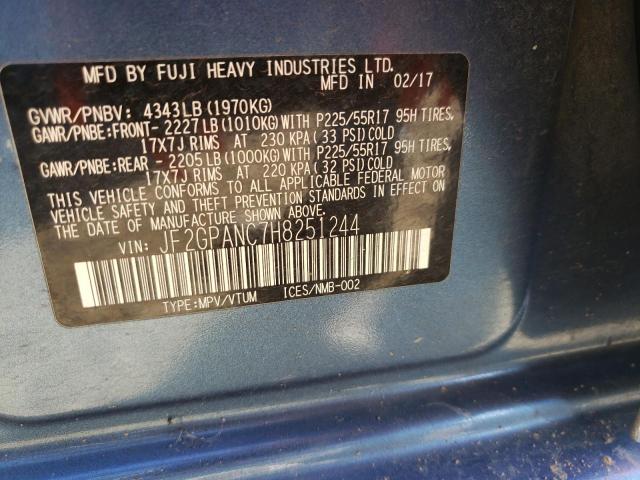 MFD BY FUJI HEAVY INDUSTRIES LTD.
MFD IN 02/17
GVWR/PNBV: 4343LB(1970KG)
GAWR/PNBE:FRONT- 2227LB(1010KG)WITH P225/55R17 95H TIRES,
17X7J RIMS AT 230 KPA(33 PSI)COLD
GAWR/PNBE:REAR - 2205LB(1000KG)WITH P225/55R17 95H TIRES,
17X7J RIMS AT 220 KPA(32 PSI)COLD
THIS VEHICLE CONFORMS TO ALL APPLICABLE FEDERAL MOTOR
VEHICLE SAFETY AND THEFT PREVENTION STANDARDS IN EFFECT ON
THE DATE OF MANUFACTURE SHOWN ABOVE.
VIN: JF2GPANC7H8251244
TYPE:MPV/VTUM ICES/NMB-002